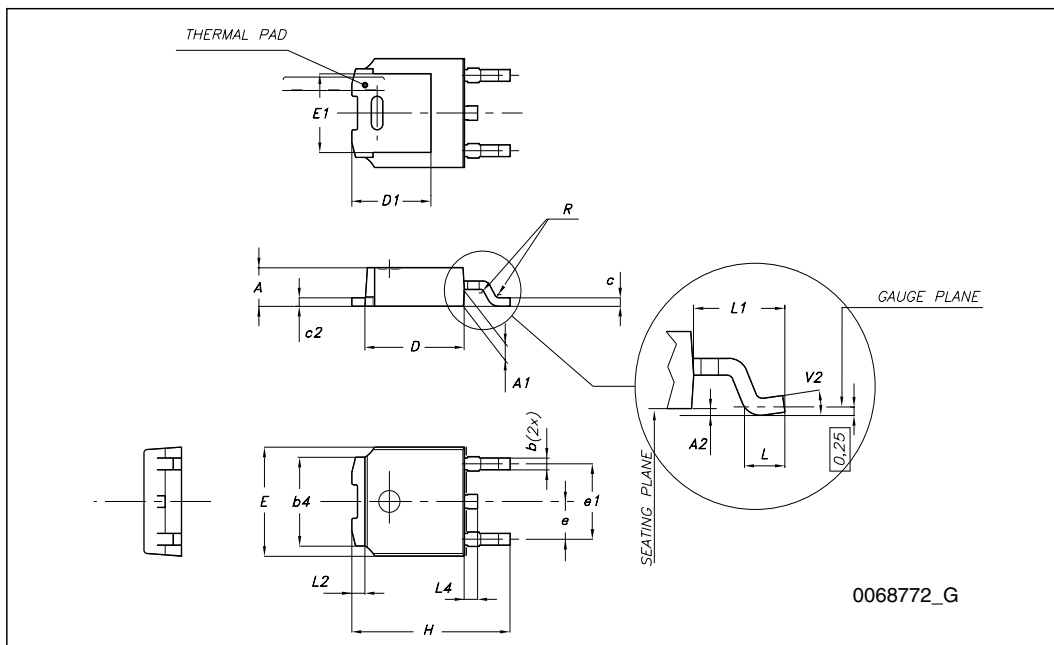 THERMAL PAD
E1
D1
R
A
c
c2
D
A1
L1
GAUGE PLANE
V2
A2
L
0,25
SEATING PLANE
b(2x)
E
b4
e
e1
L2
L4
H
0068772_G